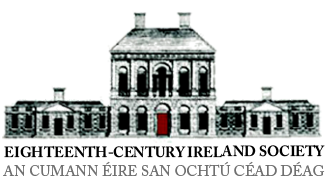 EIGHTEENTH-CENTURY IRELAND SOCIETY
AN CUMANN ÉIRE SAN OCHTÚ CÉAD DÉAG